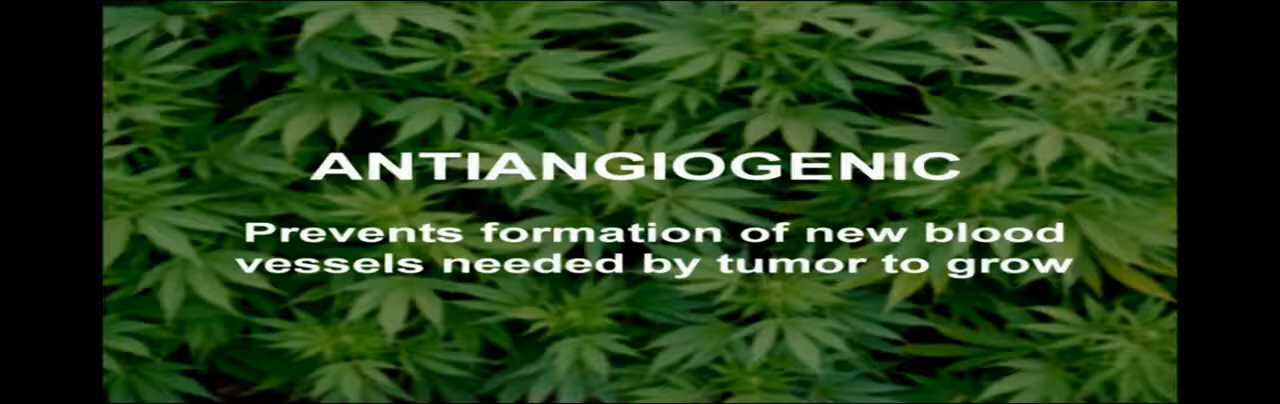 ANTIANGIOGENIC
Prevents formation of new blood
vessels needed by tumor to grow